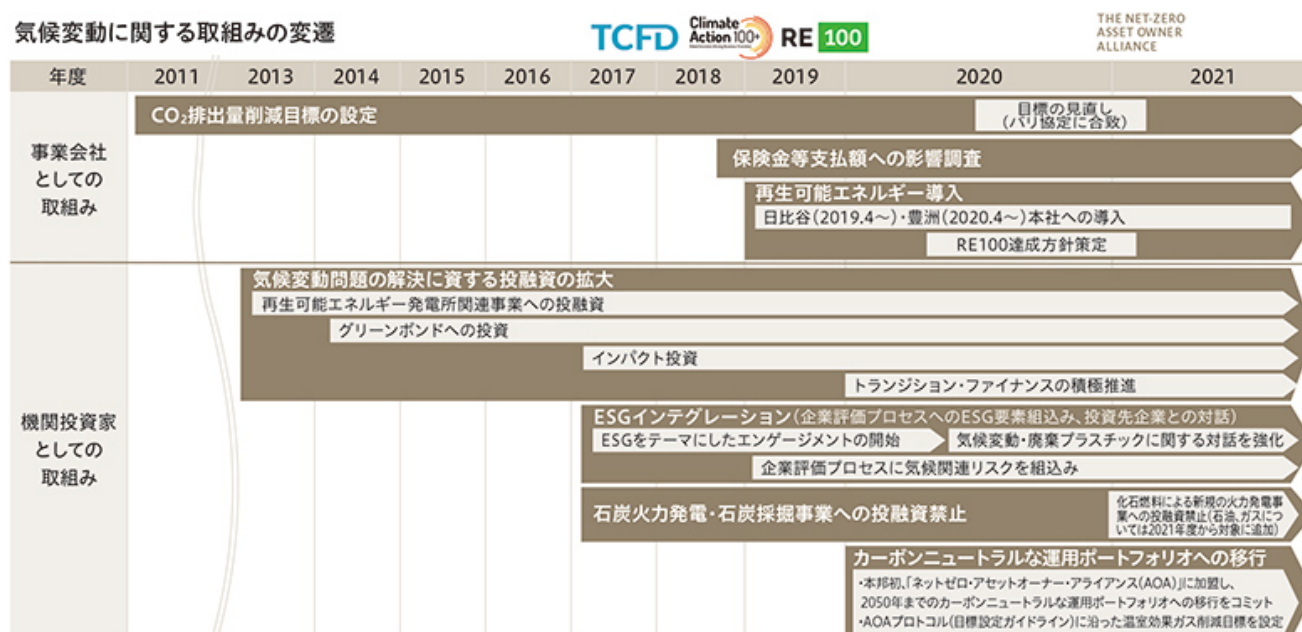 気候変動に関する取組みの変遷
TCFD
Climate
Action 100+
RE 100
THE NET-ZERO
ASSET OWNER
ALLIANCE
年度 2011 2013 2014 2015 2016 2017 2018 2019 2020 2021
事業会社
としての
取組み
CO₂排出量削減目標の設定
目標の見直し
(パリ協定に合致)
保険金等支払額への影響調査
再生可能エネルギー導入
日比谷(2019.4～)・豊洲(2020.4～)本社への導入
RE100達成方針策定
機関投資家
としての
取組み
気候変動問題の解決に資する投融資の拡大
再生可能エネルギー発電所関連事業への投融資
グリーンボンドへの投資
インパクト投資
トランジション・ファイナンスの積極推進
ESGインテグレーション(企業評価プロセスへのESG要素組込み、投資先企業との対話)
ESGをテーマにしたエンゲージメントの開始
気候変動・廃棄プラスチックに関する対話を強化
企業評価プロセスに気候関連リスクを組込み
石炭火力発電・石炭採掘事業への投融資禁止
化石燃料による新規の火力発電事
業への投融資禁止(石油、ガスにつ
いては2021年度から対象に追加)
カーボンニュートラルな運用ポートフォリオへの移行
・本邦初、「ネットゼロ・アセットオーナー・アライアンス(AOA)」に加盟し、
2050年までのカーボンニュートラルな運用ポートフォリオへの移行をコミット
・AOAプロトコル(目標設定ガイドライン)に沿った温室効果ガス削減目標を設定